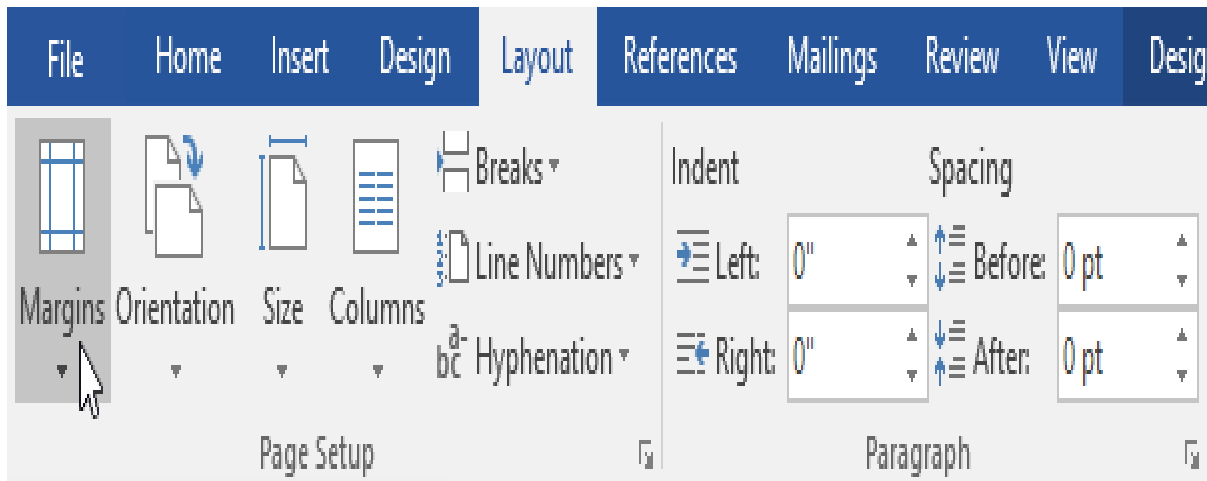 File Home Insert Design Layout References Mailings Review View Desig
Breaks
Indent Spacing
Line Numbers Left: 0" Before: 0 pt
Margins Orientation Size Columns
Hyphenation Right: 0" After: 0 pt
Page Setup Paragraph